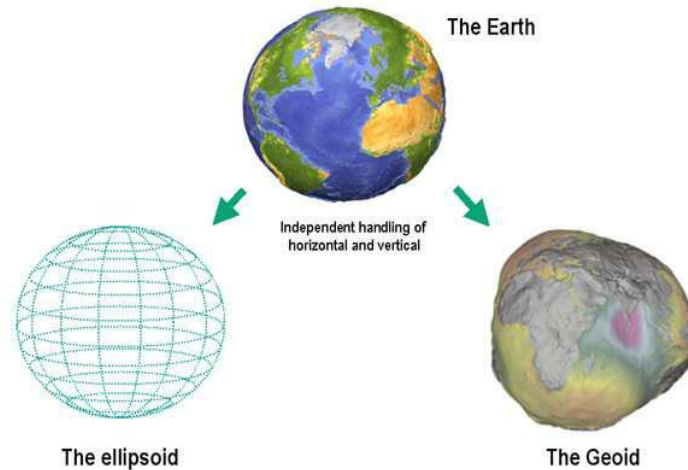 The Earth
Independent handling of
horizontal and vertical
The ellipsoid
The Geoid